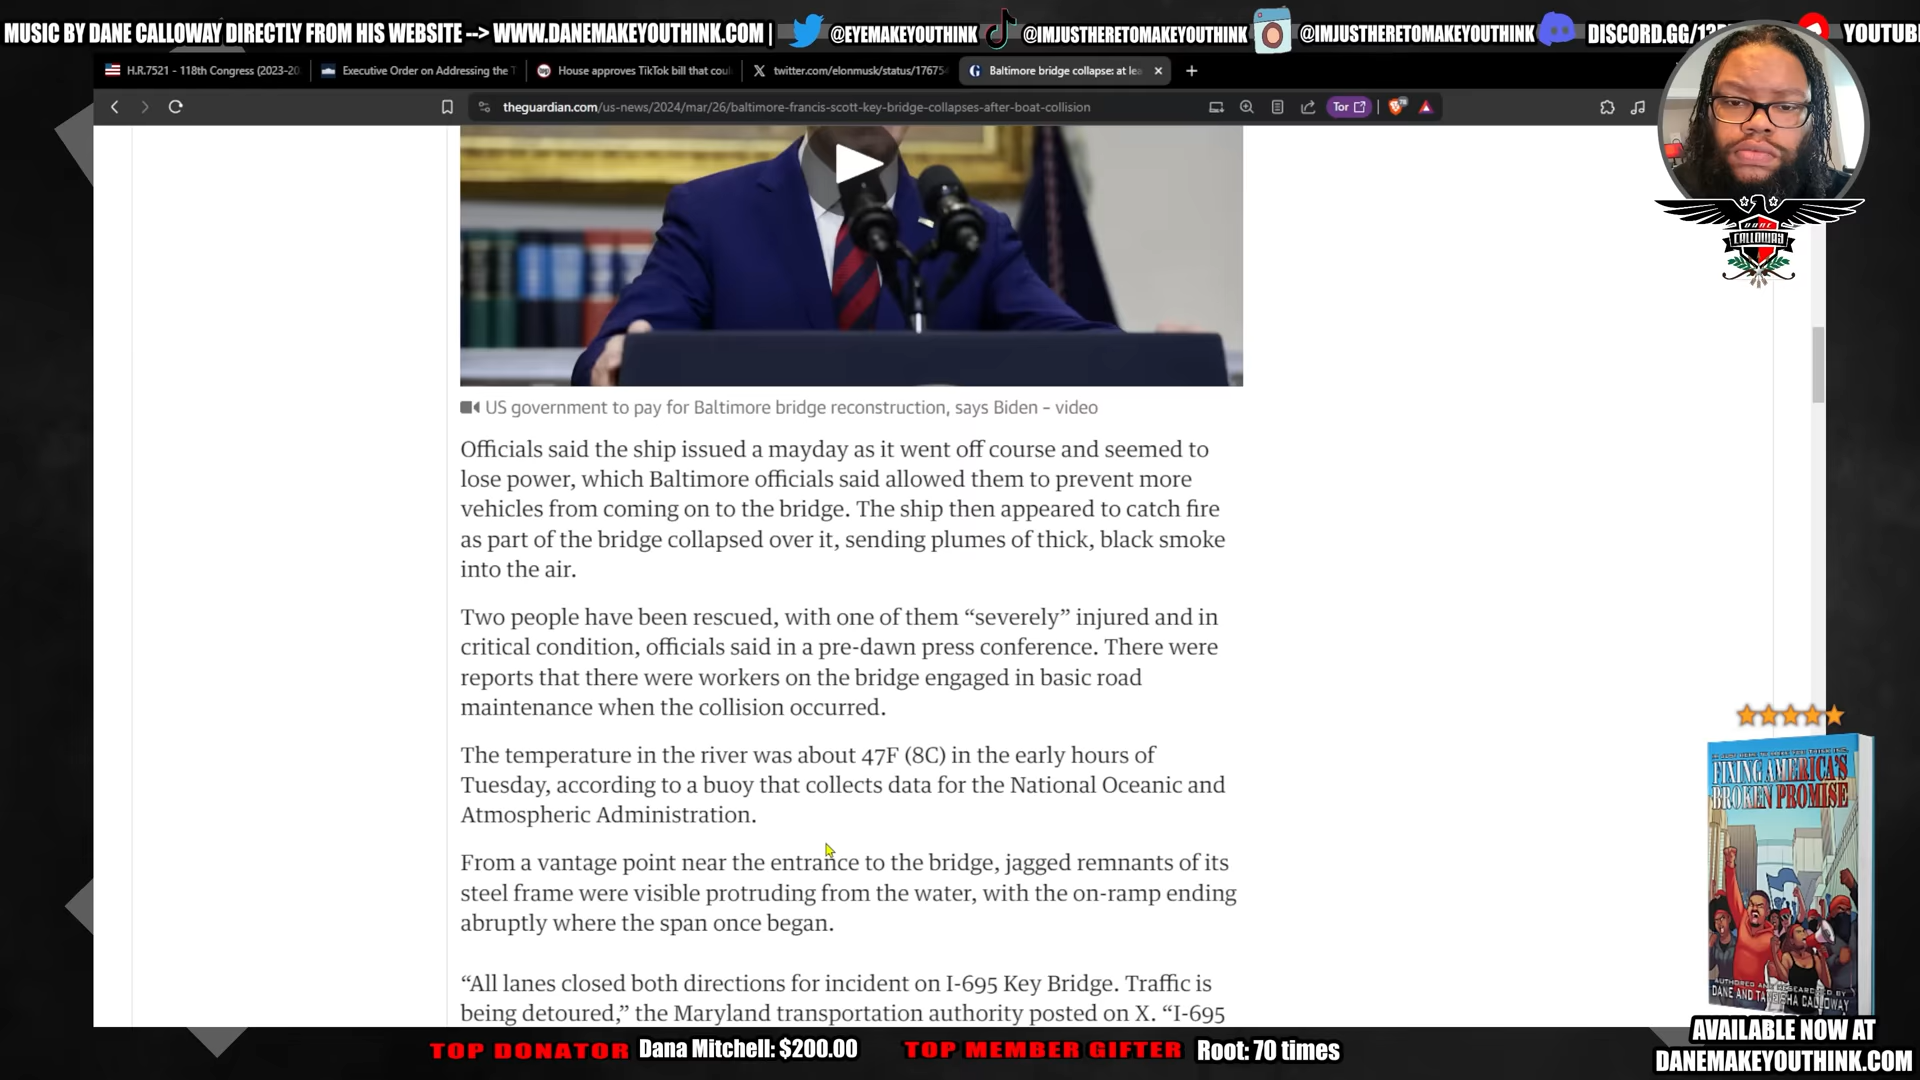 MUSIC BY DANE CALLOWAY DIRECTLY FROM HIS WEBSITE --> WWW.DANEMAKEYOUTHINK.COM |
@EYEMAKEYOUTHINK
@IMJUSTHERETOMAKEYOUTHINK
@IMJUSTHERETOMAKEYOUTHINK
YOUTUB
H.R.7521 - 118th Congress (2023-20
Executive Order on Addressing the T
House approves TikTok bill that coul
twitter.com/elonmusk/status/17675
Baltimore bridge collapse: at lea
theguardian.com/us-news/2024/mar/26/baltimore-francis-scott-key-bridge-collapses-after-boat-collision
Tor
DANE
CALLOWAY
US government to pay for Baltimore bridge reconstruction, says Biden – video
Officials said the ship issued a mayday as it went off course and seemed to
lose power, which Baltimore officials said allowed them to prevent more
vehicles from coming on to the bridge. The ship then appeared to catch fire
as part of the bridge collapsed over it, sending plumes of thick, black smoke
into the air.
Two people have been rescued, with one of them “severely” injured and in
critical condition, officials said in a pre-dawn press conference. There were
reports that there were workers on the bridge engaged in basic road
maintenance when the collision occurred.
The temperature in the river was about 47F (8C) in the early hours of
Tuesday, according to a buoy that collects data for the National Oceanic and
Atmospheric Administration.
From a vantage point near the entrance to the bridge, jagged remnants of its
steel frame were visible protruding from the water, with the on-ramp ending
abruptly where the span once began.
“All lanes closed both directions for incident on I-695 Key Bridge. Traffic is
being detoured,” the Maryland transportation authority posted on X. “I-695
FIXING AMERICA'S
BROKEN PROMISE
AUTHORED AND RESEARCHED BY
DANE AND TALRISHA CALLOWAY
AVAILABLE NOW AT
DANEMAKEYOUTHINK.COM
TOP DONATOR Dana Mitchell: $200.00
TOP MEMBER GIFTER Root: 70 times